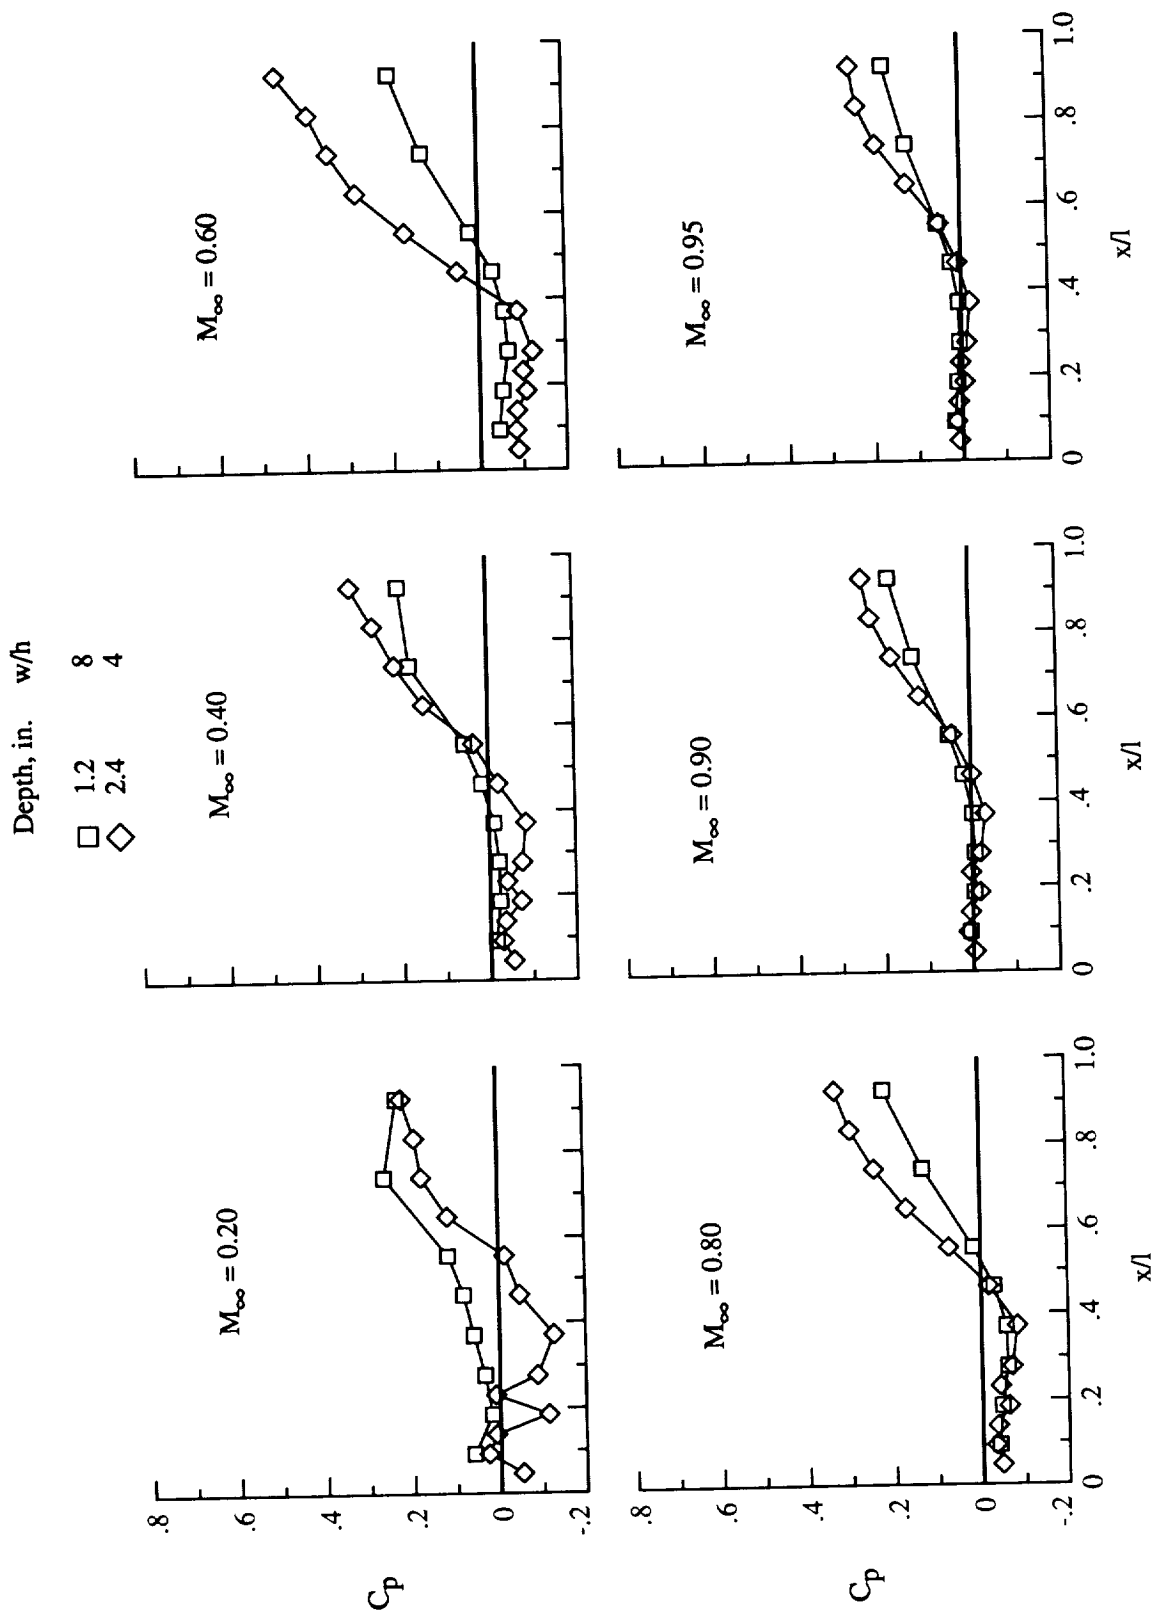 Depth, in. w/h
□ 1.2 8
◇ 2.4 4
M∞ = 0.20
M∞ = 0.40
M∞ = 0.60
.8
.6
.4
.2
0
-.2
Cp
M∞ = 0.80
M∞ = 0.90
M∞ = 0.95
.8
.6
.4
.2
0
-.2
Cp
0 .2 .4 .6 .8 1.0
x/l
0 .2 .4 .6 .8 1.0
x/l
0 .2 .4 .6 .8 1.0
x/l